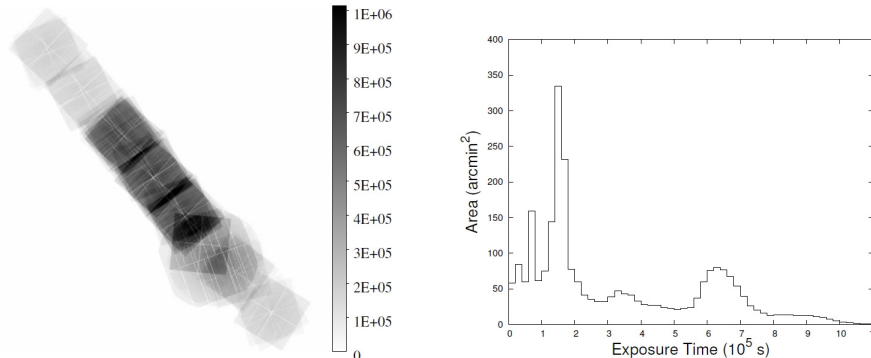 1E+06
9E+05
8E+05
7E+05
6E+05
5E+05
4E+05
3E+05
2E+05
1E+05
0
400
350
300
250
200
150
100
50
0
Area (arcmin²)
0 1 2 3 4 5 6 7 8 9 10 11
Exposure Time (10⁵ s)